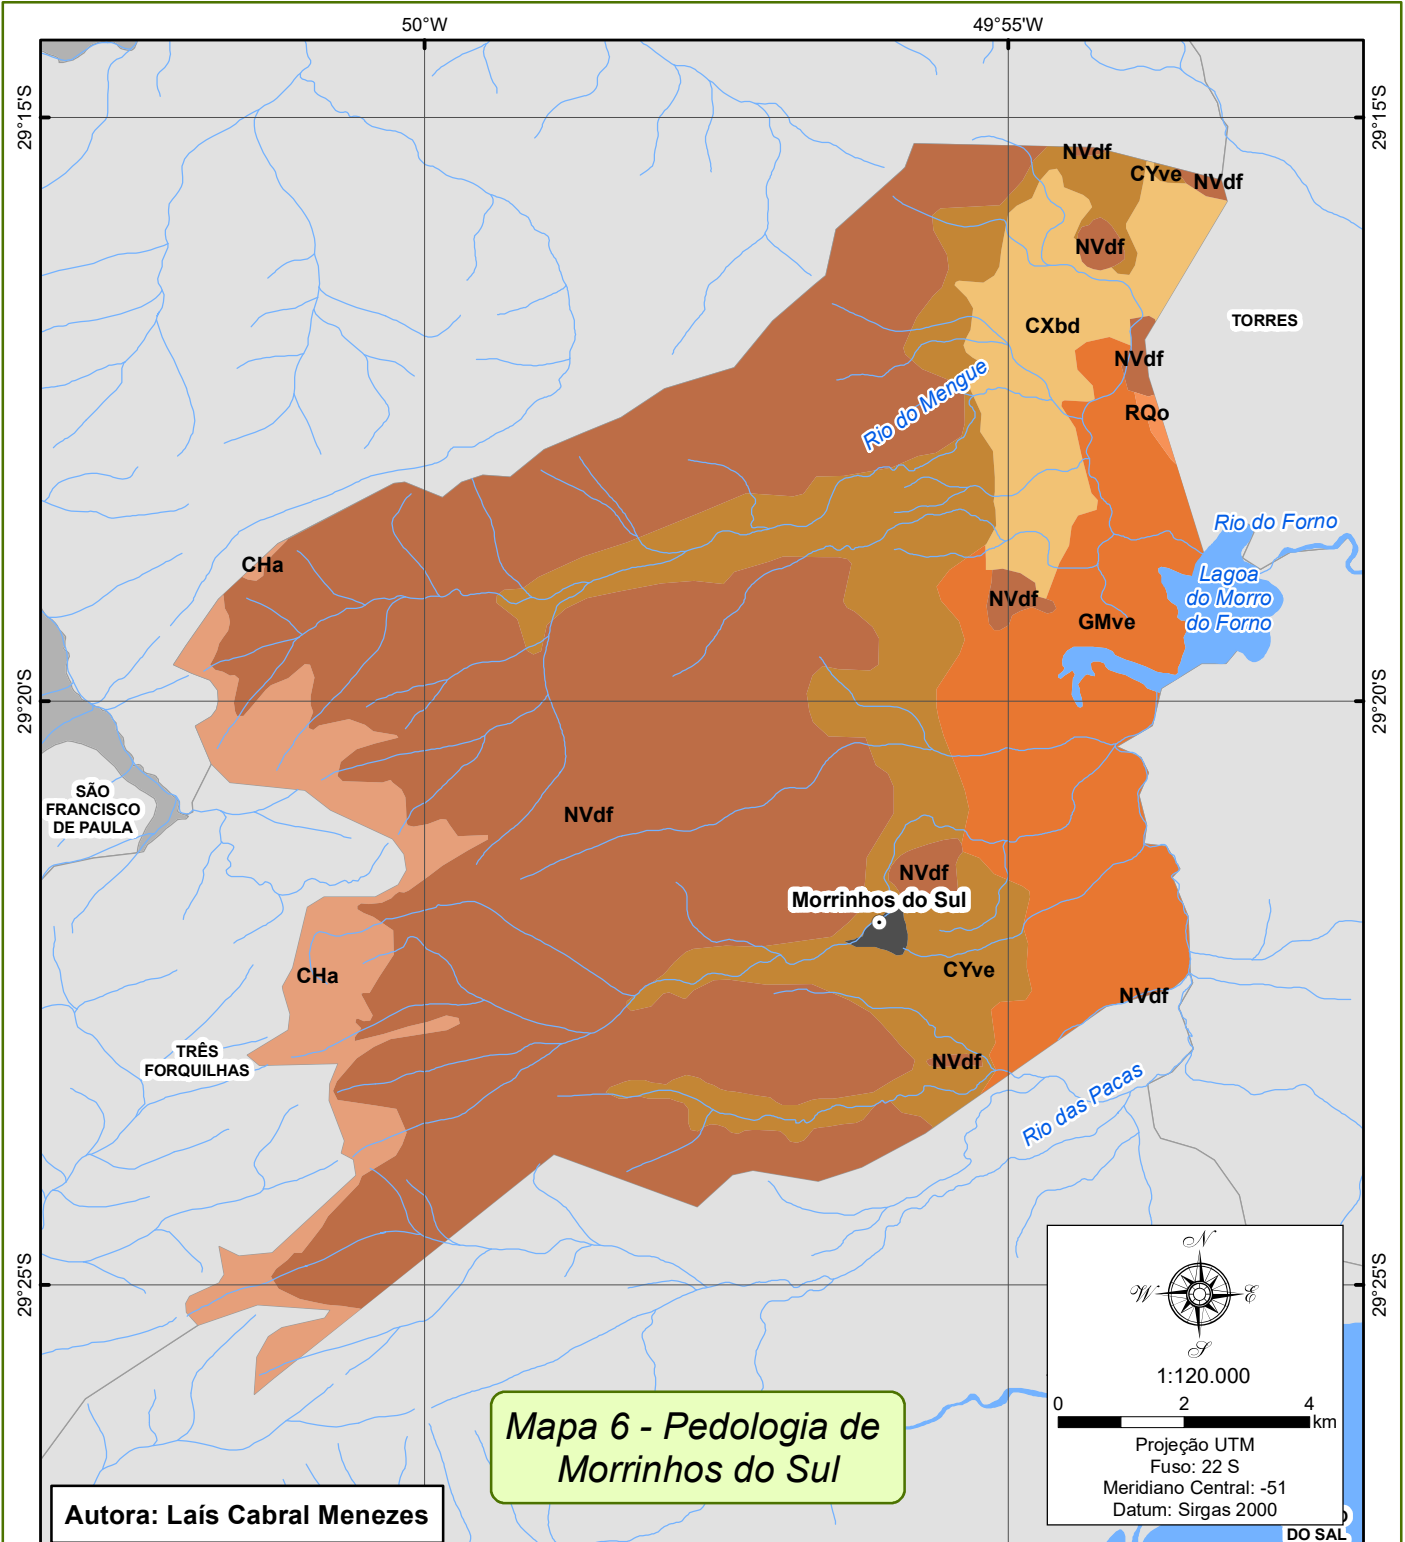 50°W
49°55'W
29°15'S
29°15'S
NVdf
CYve
NVdf
NVdf
CXbd
TORRES
NVdf
Rio do Mengue
RQo
Rio do Forno
CHa
Lagoa
do Morro
do Forno
NVdf
GMve
29°20'S
29°20'S
SÃO
FRANCISCO
DE PAULA
NVdf
NVdf
Morrinhos do Sul
CYve
CHa
NVdf
TRÊS
FORQUILHAS
NVdf
Rio das Pacas
29°25'S
29°25'S
N
W
E
S
1:120.000
0
2
4
km
Projeção UTM
Fuso: 22 S
Meridiano Central: -51
Datum: Sirgas 2000
Mapa 6 - Pedologia de
Morrinhos do Sul
Autora: Laís Cabral Menezes
DO SAL